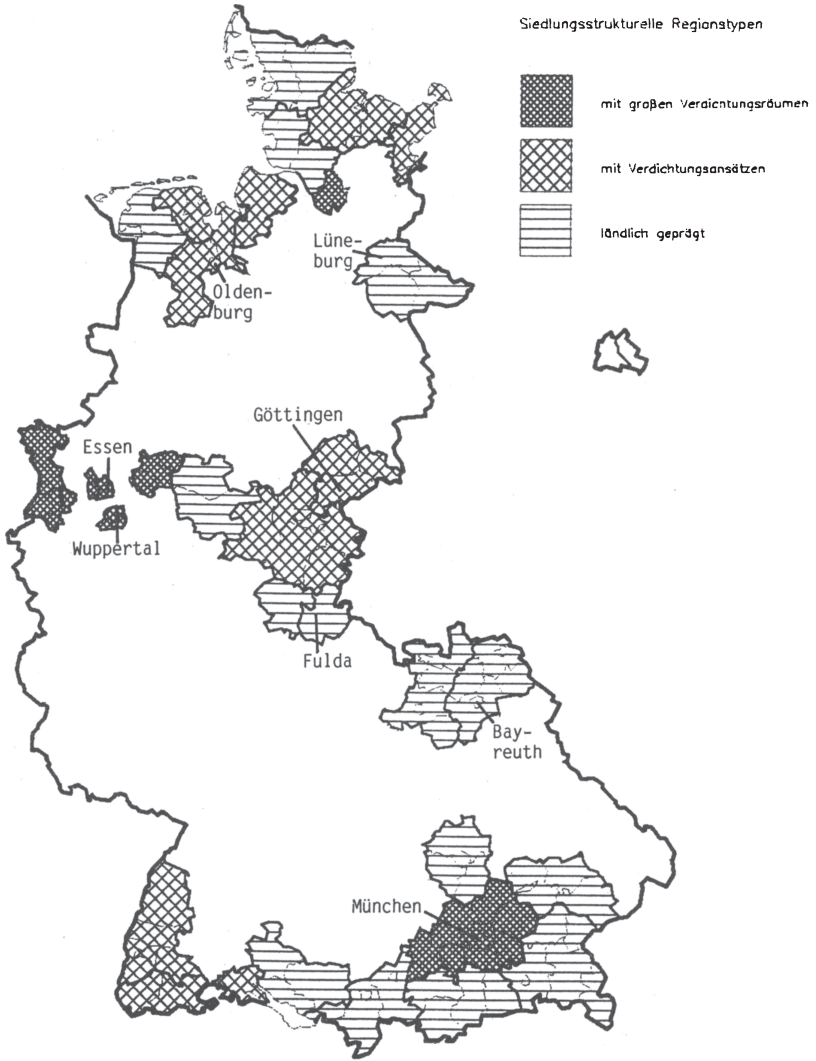 Siedlungsstrukturelle Regionstypen
mit großen Verdichtungsräumen
mit Verdichtungsansätzen
ländlich geprägt
Lüne-
burg
Olden-
burg
Göttingen
Essen
Wuppertal
Fulda
Bay-
reuth
München